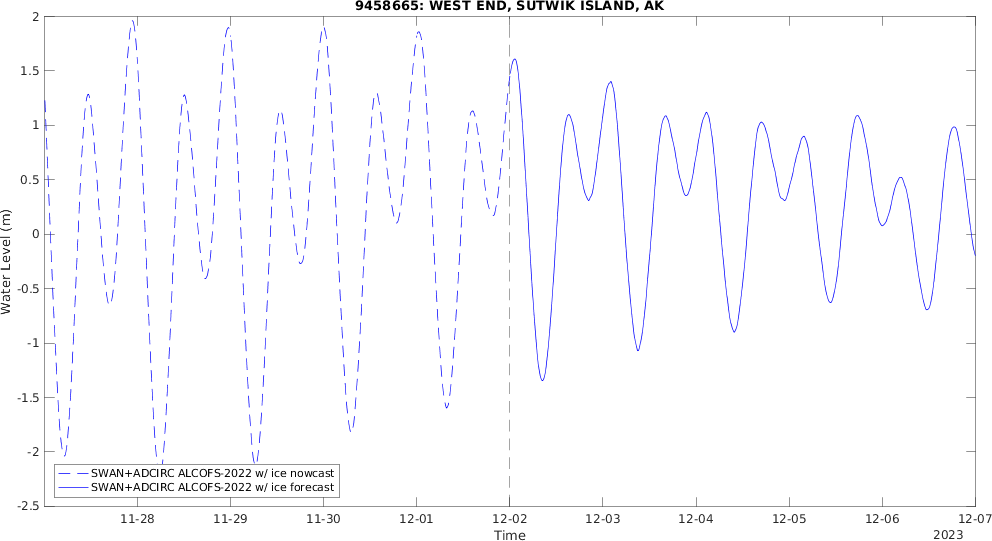 9458665: WEST END, SUTWIK ISLAND, AK
2
1.5
1
0.5
0
-0.5
-1
-1.5
-2
-2.5
Water Level (m)
SWAN+ADCIRC ALCOFS-2022 w/ ice nowcast
SWAN+ADCIRC ALCOFS-2022 w/ ice forecast
11-28 11-29 11-30 12-01 12-02 12-03 12-04 12-05 12-06 12-07
Time
2023